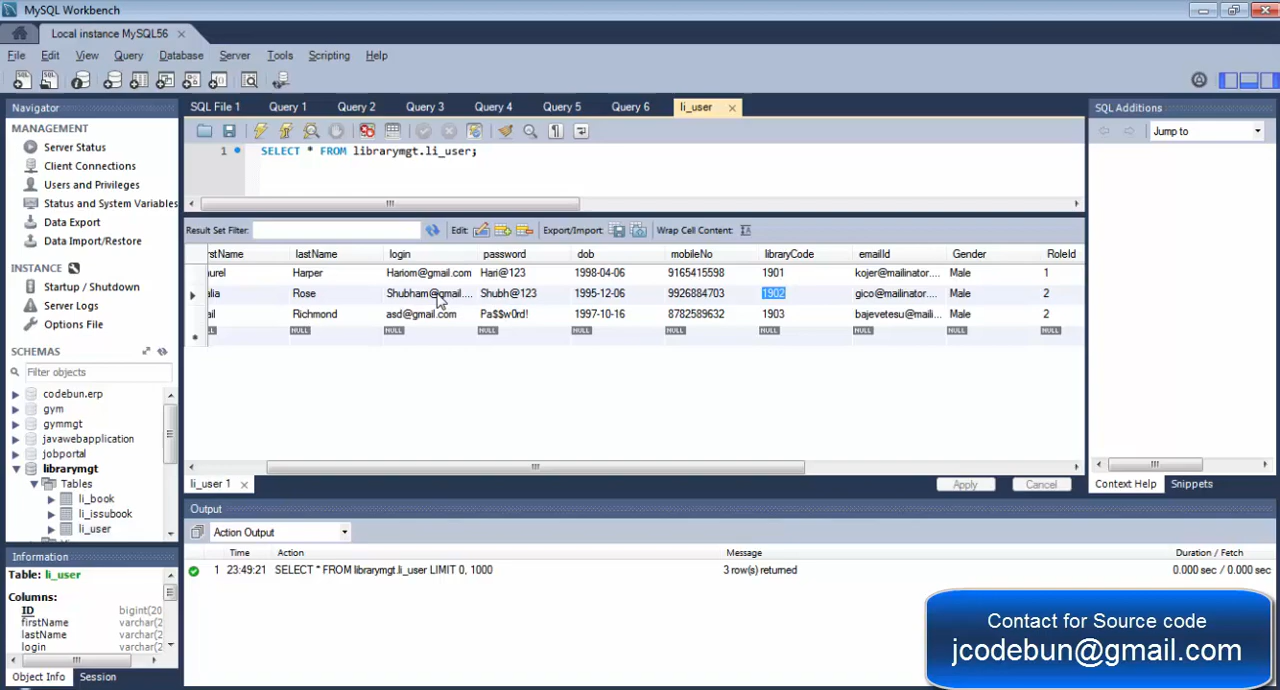 MySQL Workbench
Local instance MySQL56
File Edit View Query Database Server Tools Scripting Help
Navigator
MANAGEMENT
Server Status
Client Connections
Users and Privileges
Status and System Variables
Data Export
Data Import/Restore
INSTANCE
Startup / Shutdown
Server Logs
Options File
SCHEMAS
Filter objects
codebun.erp
gym
gymmgt
javawebapplication
jobportal
librarymgt
Tables
li_book
li_issubook
li_user
Information
Table: li_user
Columns:
ID bigint(20
firstName varchar(2
lastName varchar(2
login varchar(2
Object Info Session
SQL File 1 Query 1 Query 2 Query 3 Query 4 Query 5 Query 6 li_user
1 SELECT * FROM librarymgt.li_user;
Result Set Filter: Edit: Export/Import: Wrap Cell Content:
rstName lastName login password dob mobileNo libraryCode emailId Gender RoleId
urel Harper Hariom@gmail.com Hari@123 1998-04-06 9165415598 1901 kojer@mailinator.... Male 1
alia Rose Shubham@gmail.... Shubh@123 1995-12-06 9926884703 1902 gico@mailinator.... Male 2
ail Richmond asd@gmail.com Pa$$w0rd! 1997-10-16 8782589632 1903 bajevetesu@maili... Male 2
NULL NULL NULL NULL NULL NULL NULL NULL NULL
li_user 1 Apply Cancel
Output
Action Output
Time Action Message Duration / Fetch
1 23:49:21 SELECT * FROM librarymgt.li_user LIMIT 0, 1000 3 row(s) returned 0.000 sec / 0.000 sec
SQL Additions
Jump to
Context Help Snippets
Contact for Source code
jcodebun@gmail.com